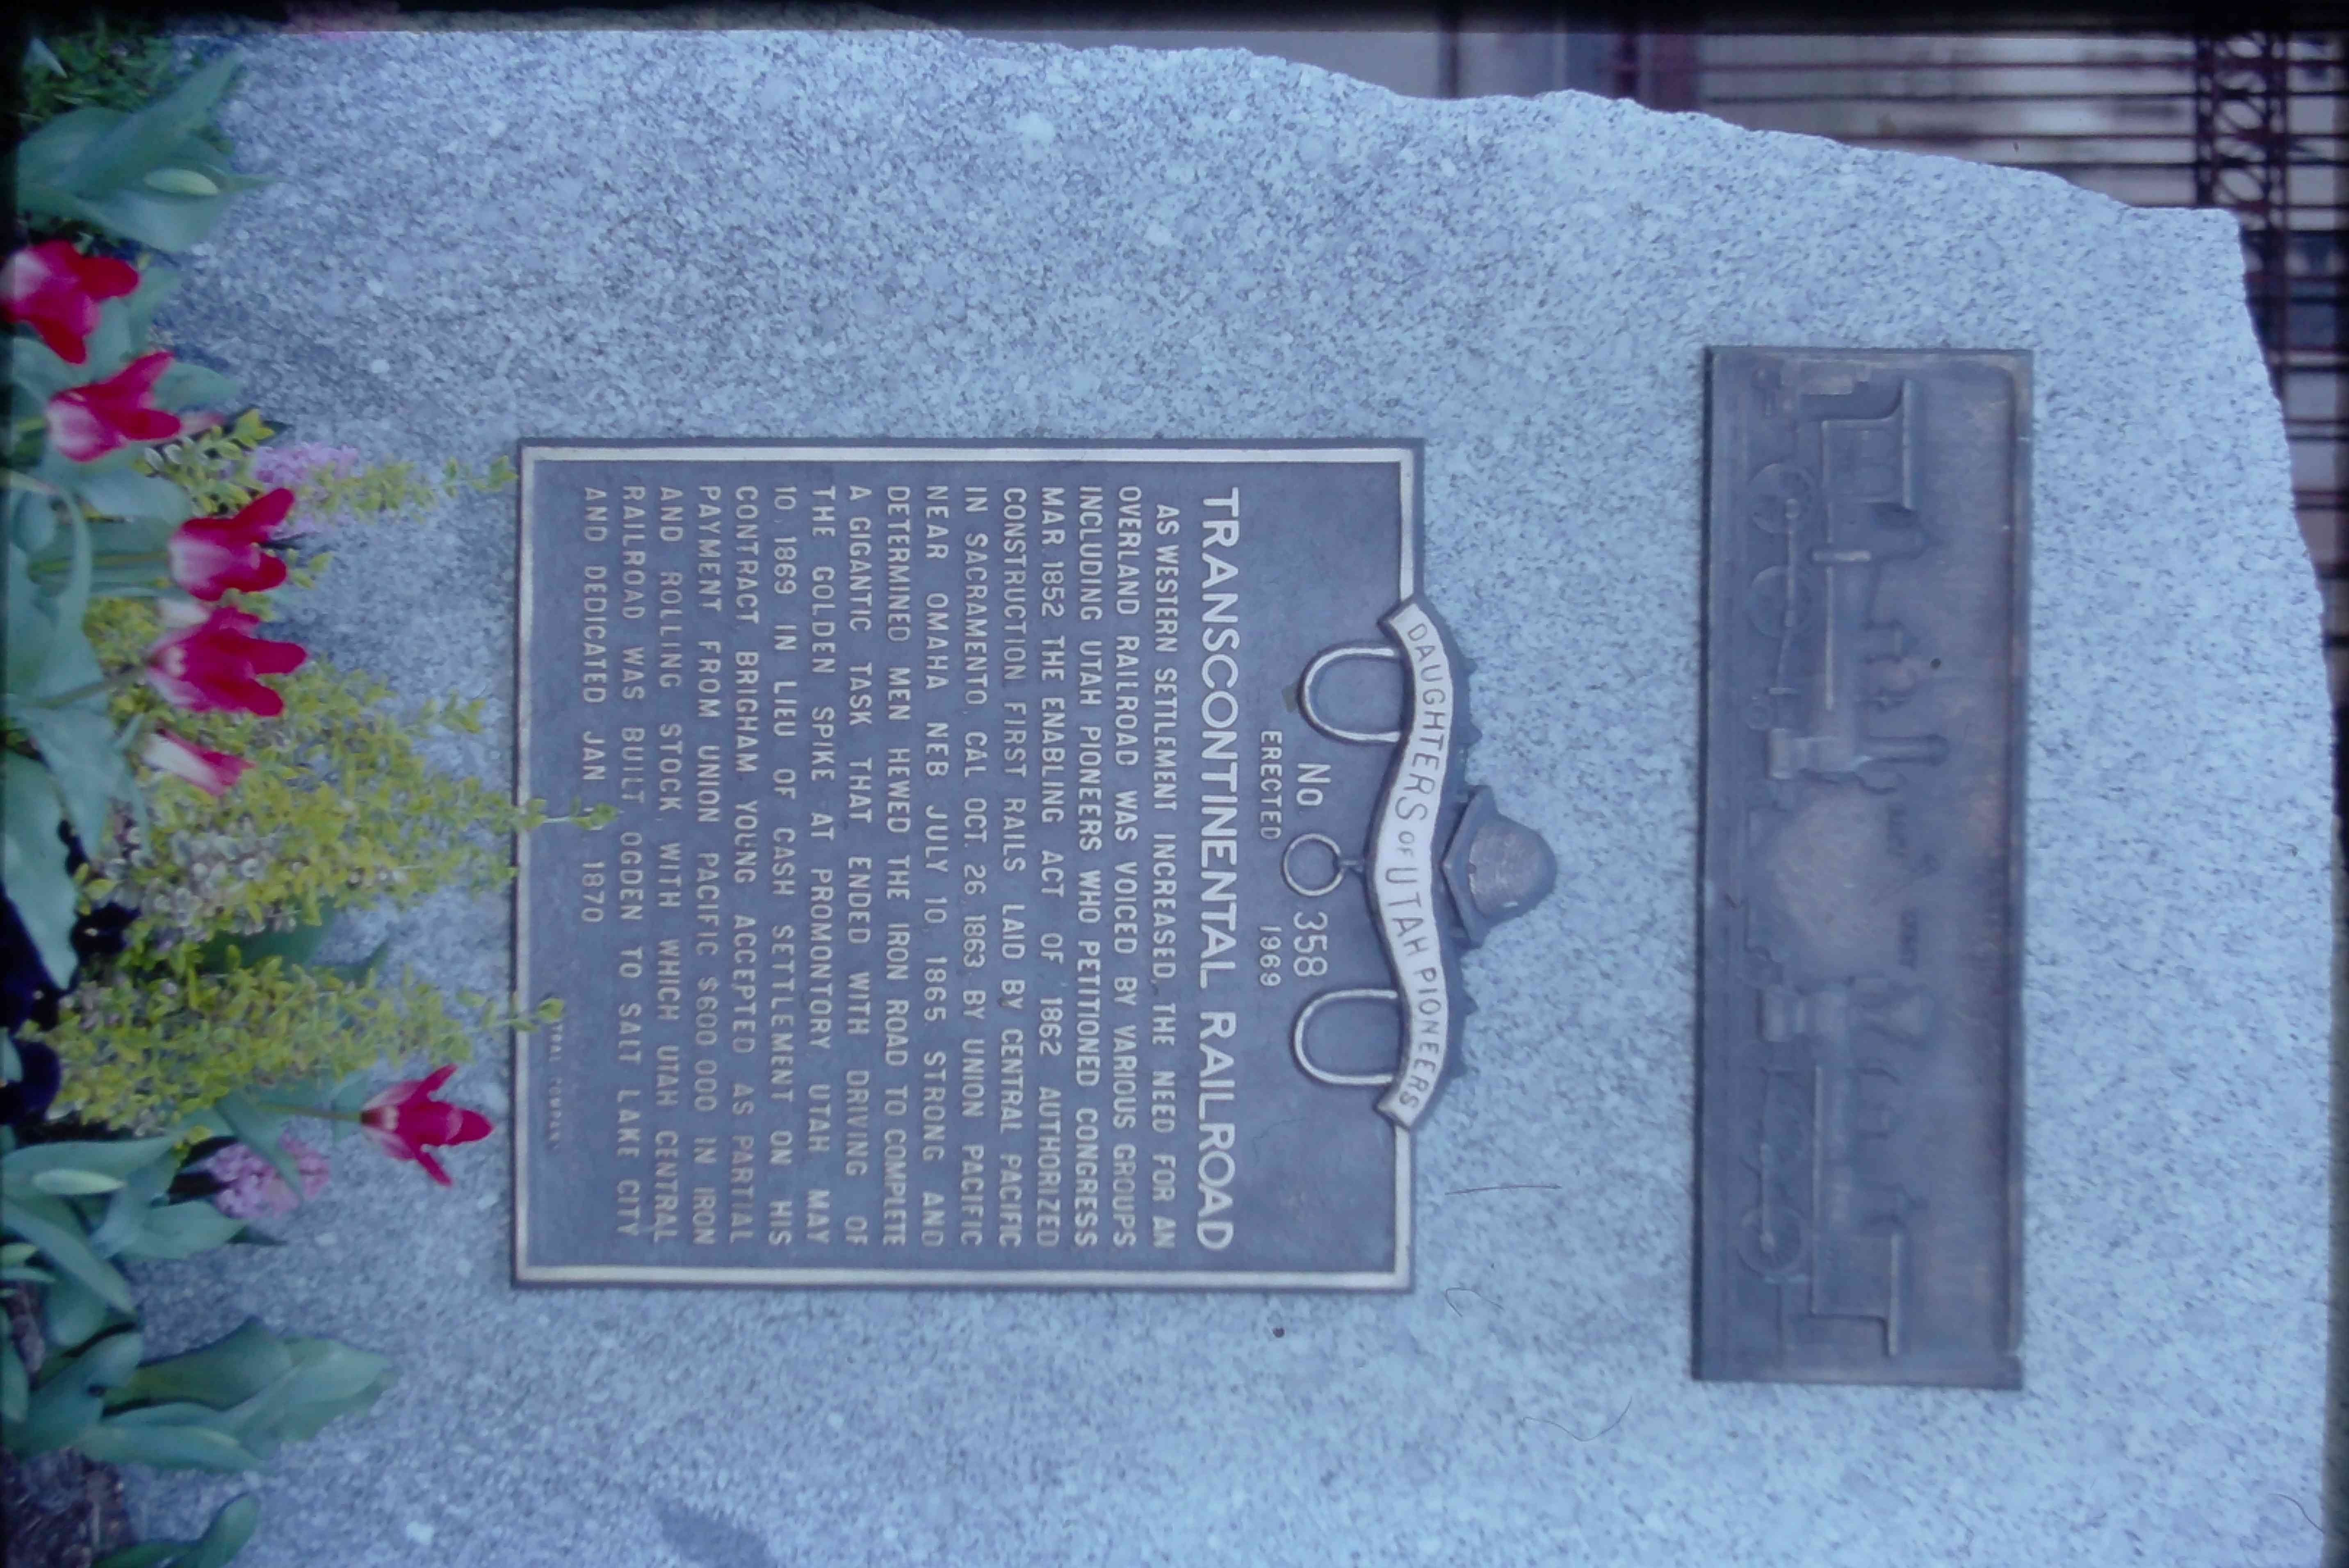 DAUGHTERS OF UTAH PIONEERS
No 358
ERECTED 1969
TRANSCONTINENTAL RAILROAD
AS WESTERN SETTLEMENT INCREASED, THE NEED FOR AN
OVERLAND RAILROAD WAS VOICED BY VARIOUS GROUPS
INCLUDING UTAH PIONEERS WHO PETITIONED CONGRESS
MAR. 1852 THE ENABLING ACT OF 1862 AUTHORIZED
CONSTRUCTION FIRST RAILS LAID BY CENTRAL PACIFIC
IN SACRAMENTO, CAL OCT. 26, 1863 BY UNION PACIFIC
NEAR OMAHA NEB JULY 10, 1865 STRONG AND
DETERMINED MEN HEWED THE IRON ROAD TO COMPLETE
A GIGANTIC TASK THAT ENDED WITH DRIVING OF
THE GOLDEN SPIKE AT PROMONTORY, UTAH MAY
10, 1869 IN LIEU OF CASH SETTLEMENT ON HIS
CONTRACT, BRIGHAM YOUNG ACCEPTED AS PARTIAL
PAYMENT FROM UNION PACIFIC $600,000 IN IRON
AND ROLLING STOCK, WITH WHICH UTAH CENTRAL
RAILROAD WAS BUILT OGDEN TO SALT LAKE CITY
AND DEDICATED JAN 1870
COMPANY